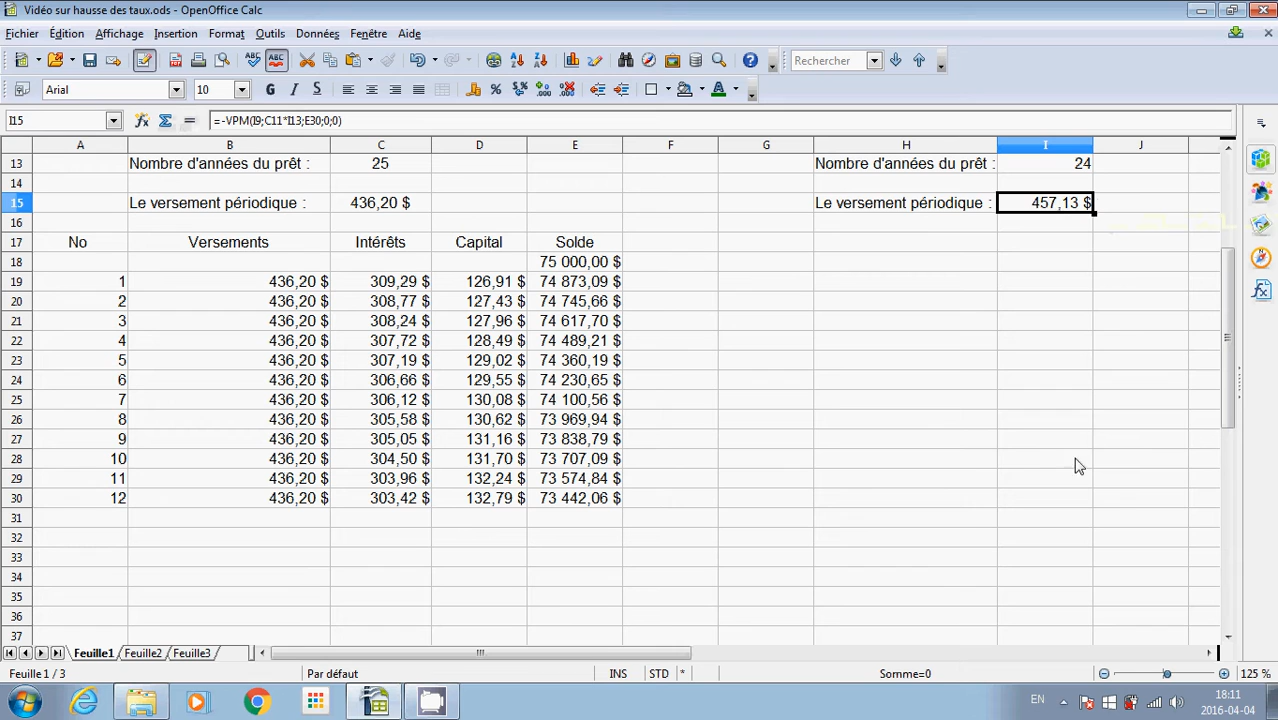 Vidéo sur hausse des taux.ods - OpenOffice Calc
Fichier Édition Affichage Insertion Format Outils Données Fenêtre Aide
Rechercher
Arial 10 G I S
I15 =-VPM(I9;C11*I13;E30;0;0)
A B C D E F G H I J
13 Nombre d'années du prêt : 25 Nombre d'années du prêt : 24
14
15 Le versement périodique : 436,20 $ Le versement périodique : 457,13 $
16
17 No Versements Intérêts Capital Solde
18 75 000,00 $
19 1 436,20 $ 309,29 $ 126,91 $ 74 873,09 $
20 2 436,20 $ 308,77 $ 127,43 $ 74 745,66 $
21 3 436,20 $ 308,24 $ 127,96 $ 74 617,70 $
22 4 436,20 $ 307,72 $ 128,49 $ 74 489,21 $
23 5 436,20 $ 307,19 $ 129,02 $ 74 360,19 $
24 6 436,20 $ 306,66 $ 129,55 $ 74 230,65 $
25 7 436,20 $ 306,12 $ 130,08 $ 74 100,56 $
26 8 436,20 $ 305,58 $ 130,62 $ 73 969,94 $
27 9 436,20 $ 305,05 $ 131,16 $ 73 838,79 $
28 10 436,20 $ 304,50 $ 131,70 $ 73 707,09 $
29 11 436,20 $ 303,96 $ 132,24 $ 73 574,84 $
30 12 436,20 $ 303,42 $ 132,79 $ 73 442,06 $
31
32
33
34
35
36
37
Feuille1 Feuille2 Feuille3
Feuille 1 / 3 Par défaut INS STD * Somme=0 125 %
EN 18:11
2016-04-04